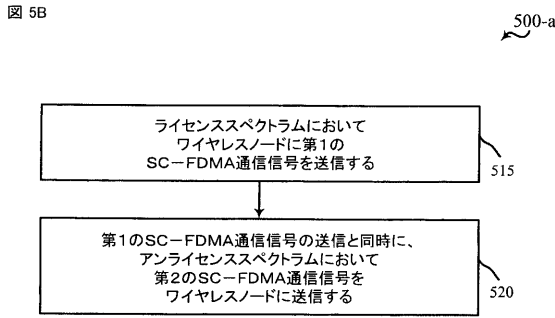 図 5B
500-a
ライセンススペクトラムにおいて
ワイヤレスノードに第1の
SC-FDMA通信信号を送信する
515
第1のSC-FDMA通信信号の送信と同時に、
アンライセンススペクトラムにおいて
第2のSC-FDMA通信信号を
ワイヤレスノードに送信する
520